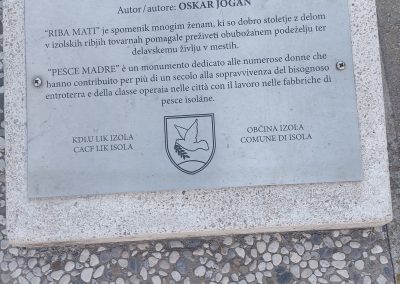 Autor/autore: OSKAR JOGAN
"RIBA MATI" je spomenik mnogim ženam, ki so dobro stoletje z delom
v izolskih ribjih tovarnah pomagale preživeti obubožanem podeželju ter
delavskemu življu v mestih.
"PESCE MADRE" è un monumento dedicato alle numerose donne che
hanno contribuito per più di un secolo alla sopravvivenza del bisognoso
entroterra e della classe operaia nelle città con il lavoro nelle fabbriche di
pesce isolane.
KDLU LIK IZOLA
CACF LIK ISOLA
OBČINA IZOLA
COMUNE DI ISOLA